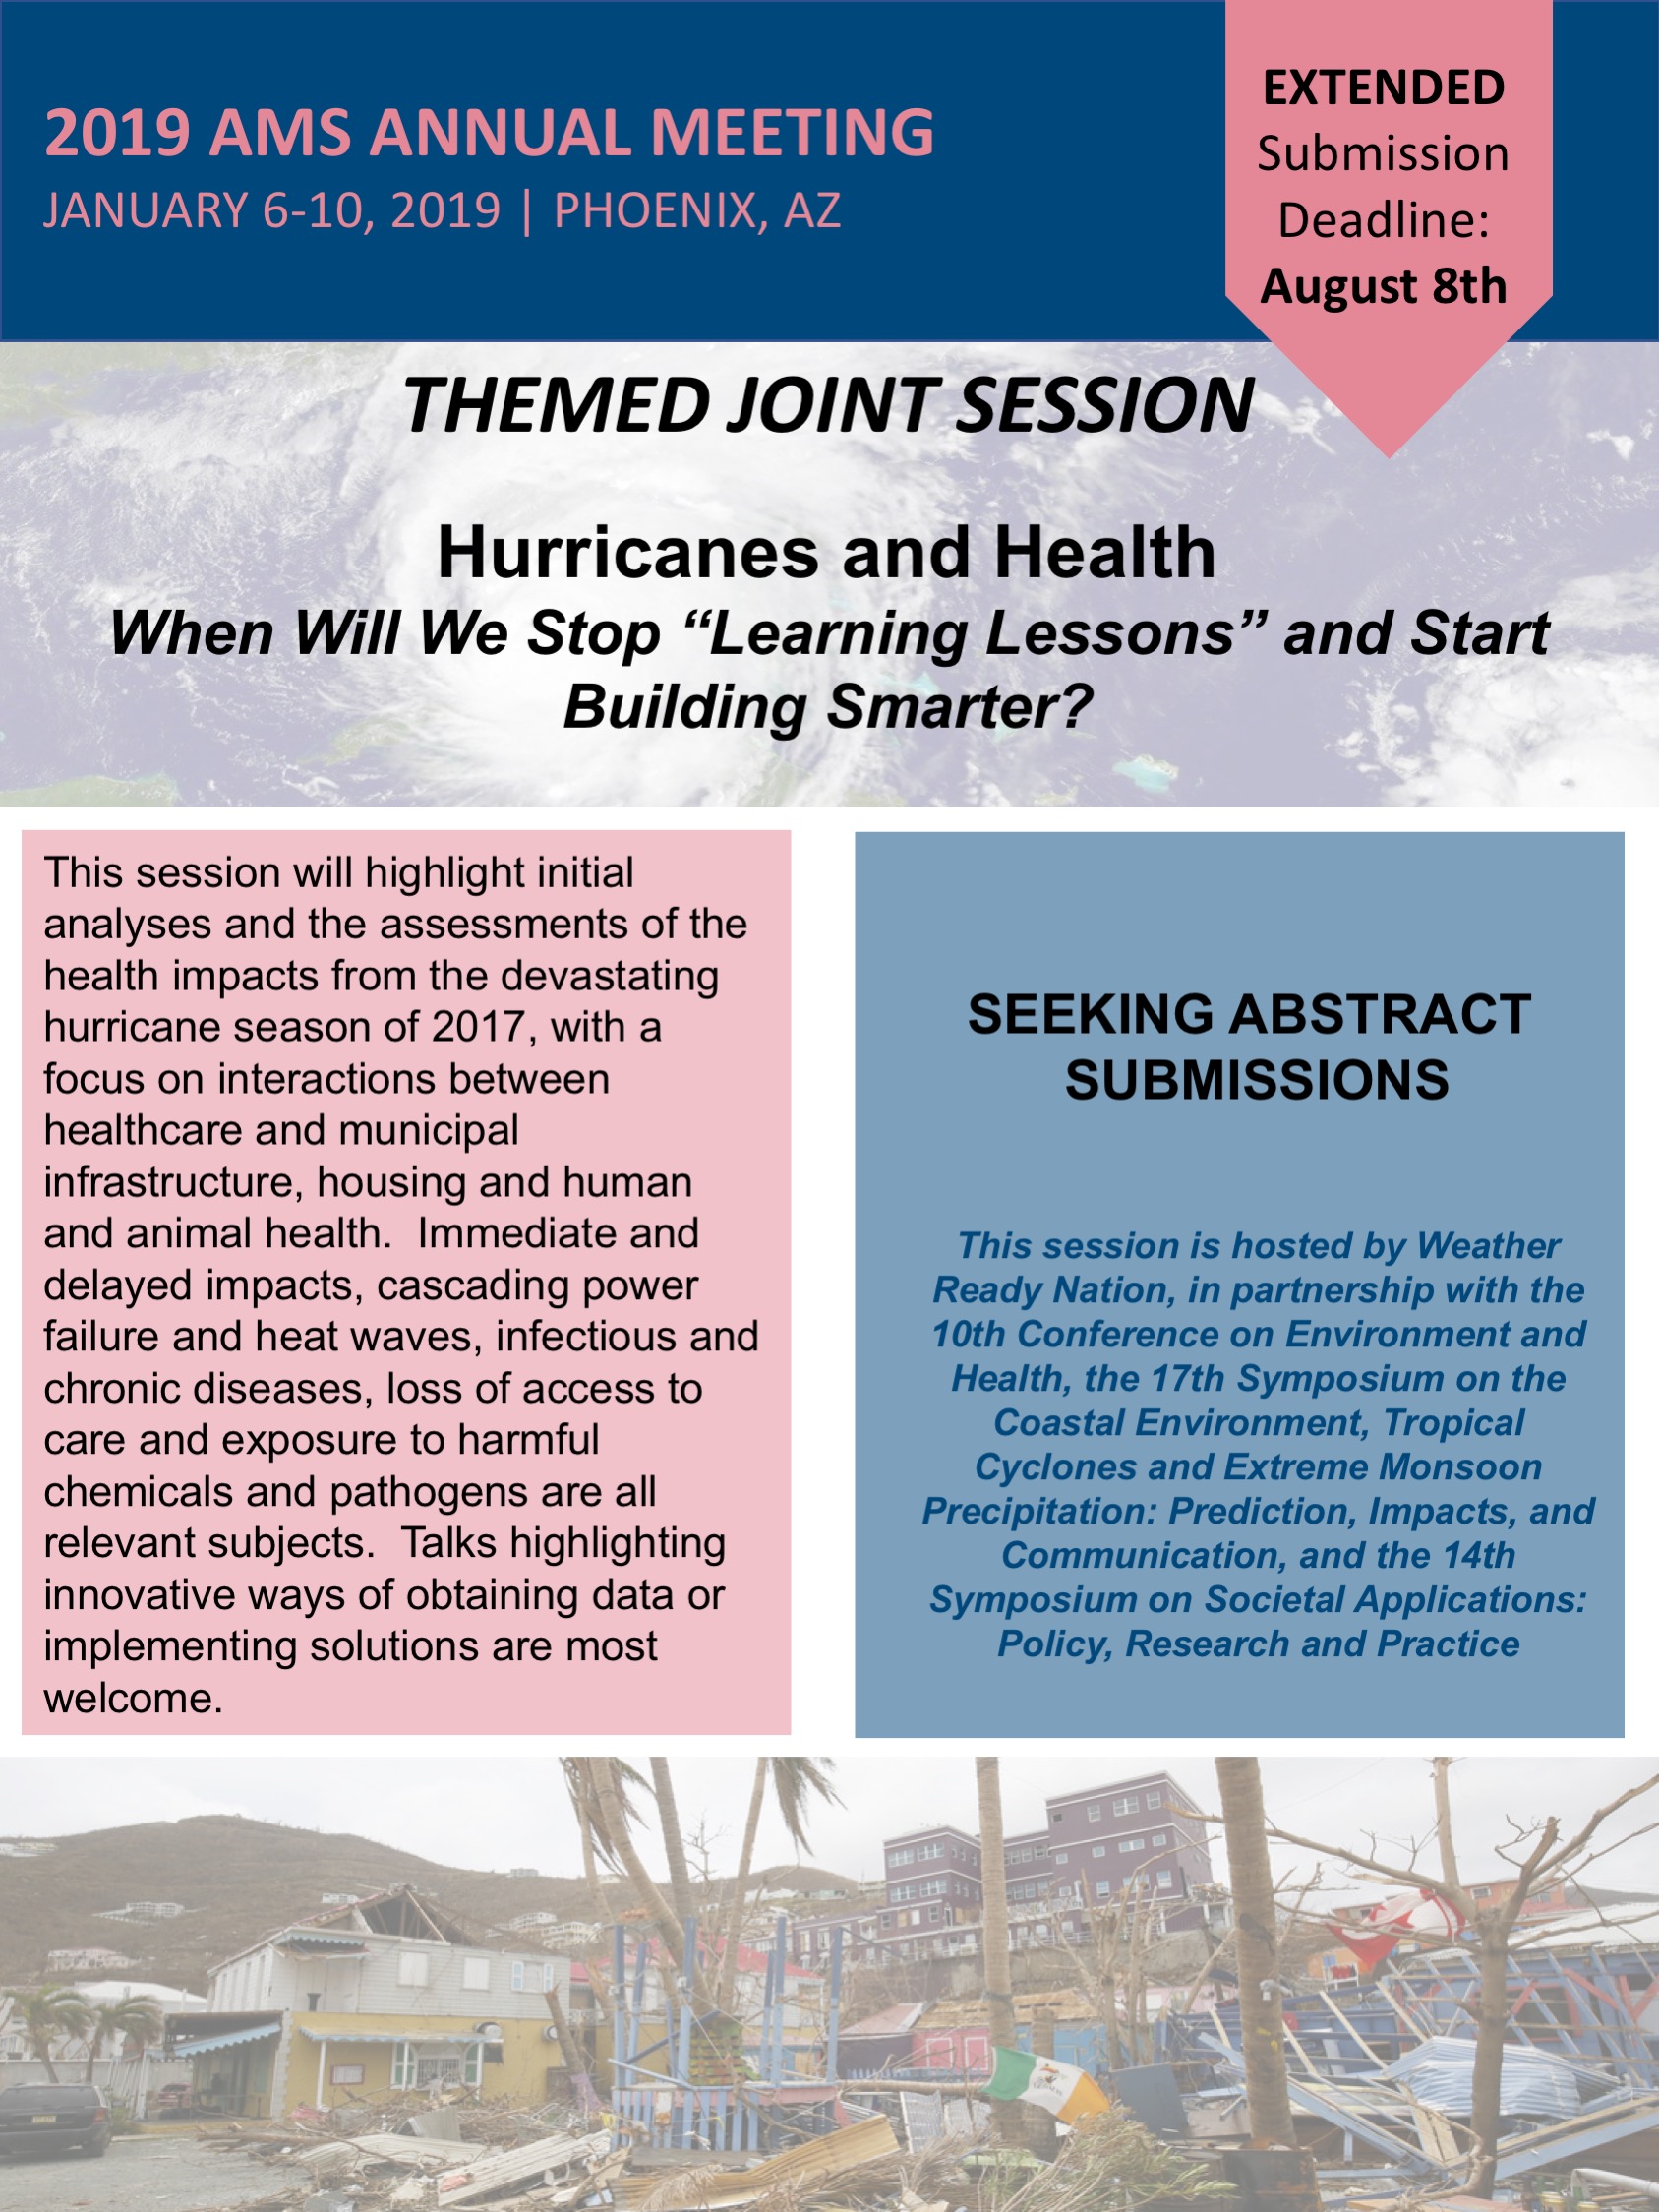 2019 AMS ANNUAL MEETING
JANUARY 6-10, 2019 | PHOENIX, AZ
EXTENDED
Submission
Deadline:
August 8th
THEMED JOINT SESSION
Hurricanes and Health
When Will We Stop “Learning Lessons” and Start
Building Smarter?
This session will highlight initial
analyses and the assessments of the
health impacts from the devastating
hurricane season of 2017, with a
focus on interactions between
healthcare and municipal
infrastructure, housing and human
and animal health.  Immediate and
delayed impacts, cascading power
failure and heat waves, infectious and
chronic diseases, loss of access to
care and exposure to harmful
chemicals and pathogens are all
relevant subjects.  Talks highlighting
innovative ways of obtaining data or
implementing solutions are most
welcome.
SEEKING ABSTRACT
SUBMISSIONS
This session is hosted by Weather
Ready Nation, in partnership with the
10th Conference on Environment and
Health, the 17th Symposium on the
Coastal Environment, Tropical
Cyclones and Extreme Monsoon
Precipitation: Prediction, Impacts, and
Communication, and the 14th
Symposium on Societal Applications:
Policy, Research and Practice